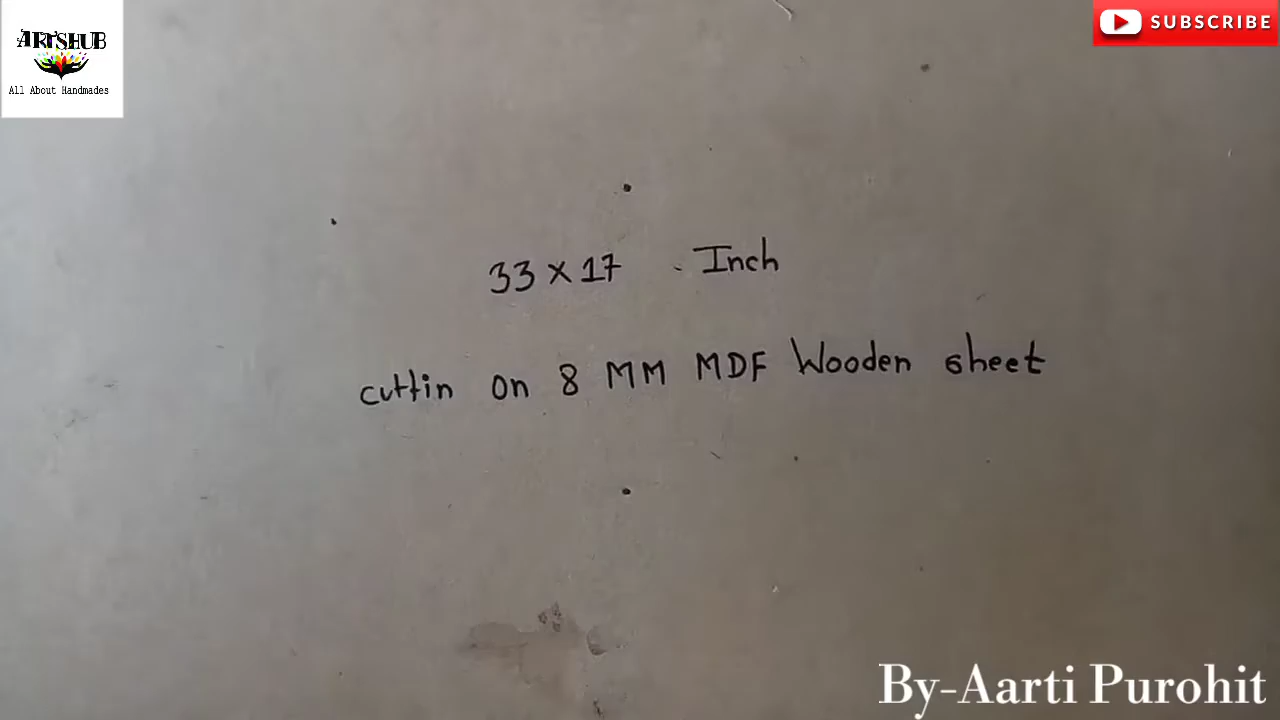 ARTSHUB
All About Handmades
SUBSCRIBE
33 x 17 Inch
cuttin on 8 MM MDF Wooden sheet
By-Aarti Purohit